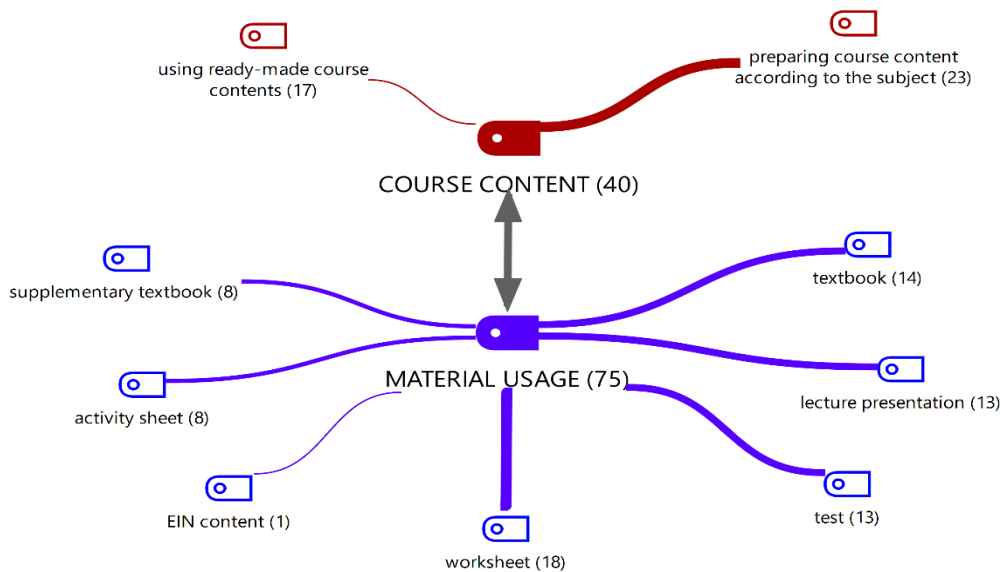 using ready-made course
contents (17)
preparing course content
according to the subject (23)
COURSE CONTENT (40)
supplementary textbook (8)
textbook (14)
MATERIAL USAGE (75)
activity sheet (8)
lecture presentation (13)
EIN content (1)
worksheet (18)
test (13)